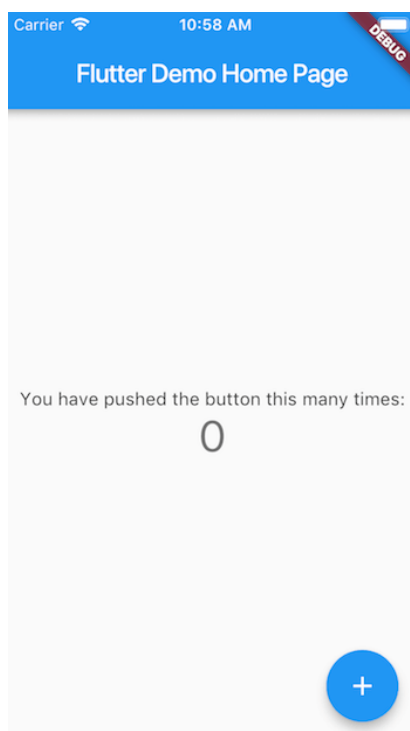 Carrier 10:58 AM
DEBUG
Flutter Demo Home Page
You have pushed the button this many times:
0
+